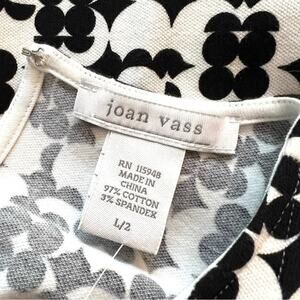 joan vass
RN 115948
MADE IN
CHINA
97% COTTON
3% SPANDEX
L/2